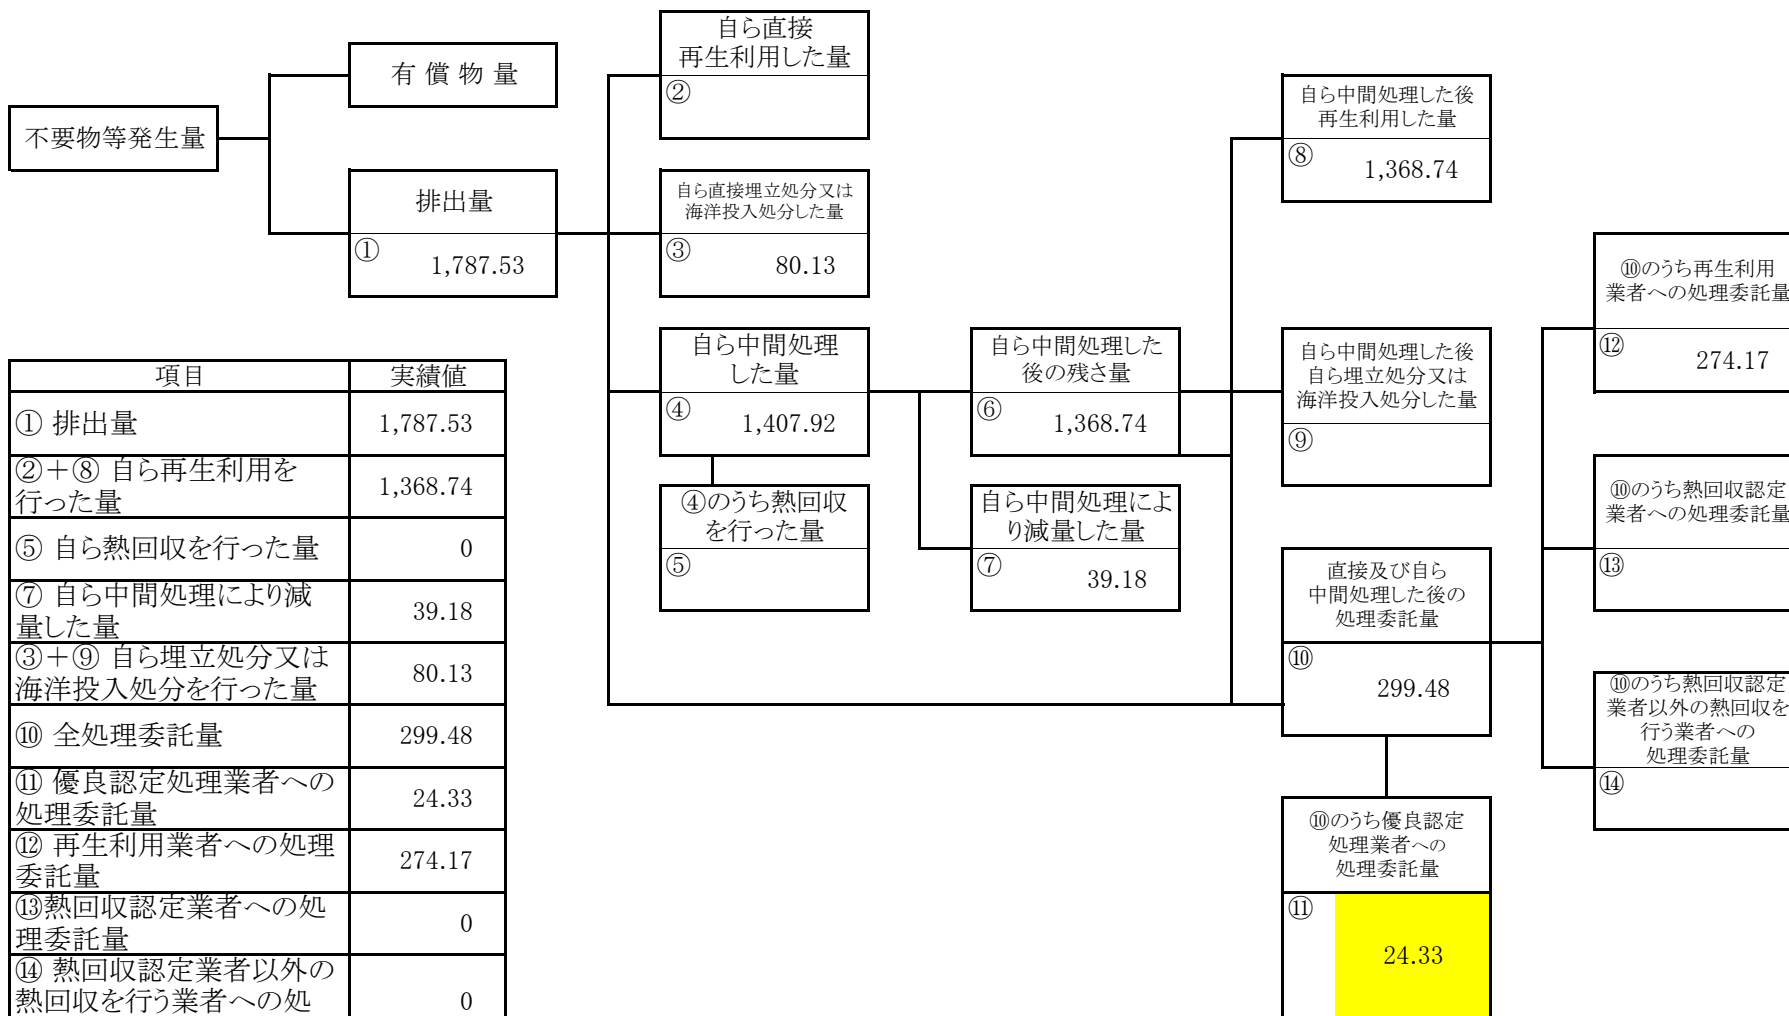 不要物等発生量
有 償 物 量
排出量
①
1,787.53
自ら直接
再生利用した量
②
自ら直接埋立処分又は
海洋投入処分した量
③
80.13
自ら中間処理
した量
④
1,407.92
④のうち熱回収
を行った量
⑤
自ら中間処理した
後の残さ量
⑥
1,368.74
自ら中間処理によ
り減量した量
⑦
39.18
自ら中間処理した後
再生利用した量
⑧
1,368.74
自ら中間処理した後
自ら埋立処分又は
海洋投入処分した量
⑨
直接及び自ら
中間処理した後の
処理委託量
⑩
299.48
⑩のうち優良認定
処理業者への
処理委託量
⑪
24.33
⑩のうち再生利用
業者への処理委託量
⑫
274.17
⑩のうち熱回収認定
業者への処理委託量
⑬
⑩のうち熱回収認定
業者以外の熱回収を
行う業者への
処理委託量
⑭
項目 実績値
① 排出量 1,787.53
②＋⑧ 自ら再生利用を
行った量 1,368.74
⑤ 自ら熱回収を行った量 0
⑦ 自ら中間処理により減
量した量 39.18
③＋⑨ 自ら埋立処分又は
海洋投入処分を行った量 80.13
⑩ 全処理委託量 299.48
⑪ 優良認定処理業者への
処理委託量 24.33
⑫ 再生利用業者への処理
委託量 274.17
⑬熱回収認定業者への処
理委託量 0
⑭ 熱回収認定業者以外の
熱回収を行う業者への処 0